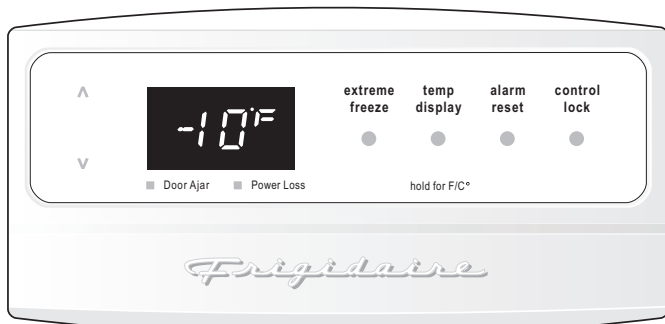 extreme freeze
temp display
alarm reset
control lock
-10°F
Door Ajar
Power Loss
hold for F/C°
Frigidaire